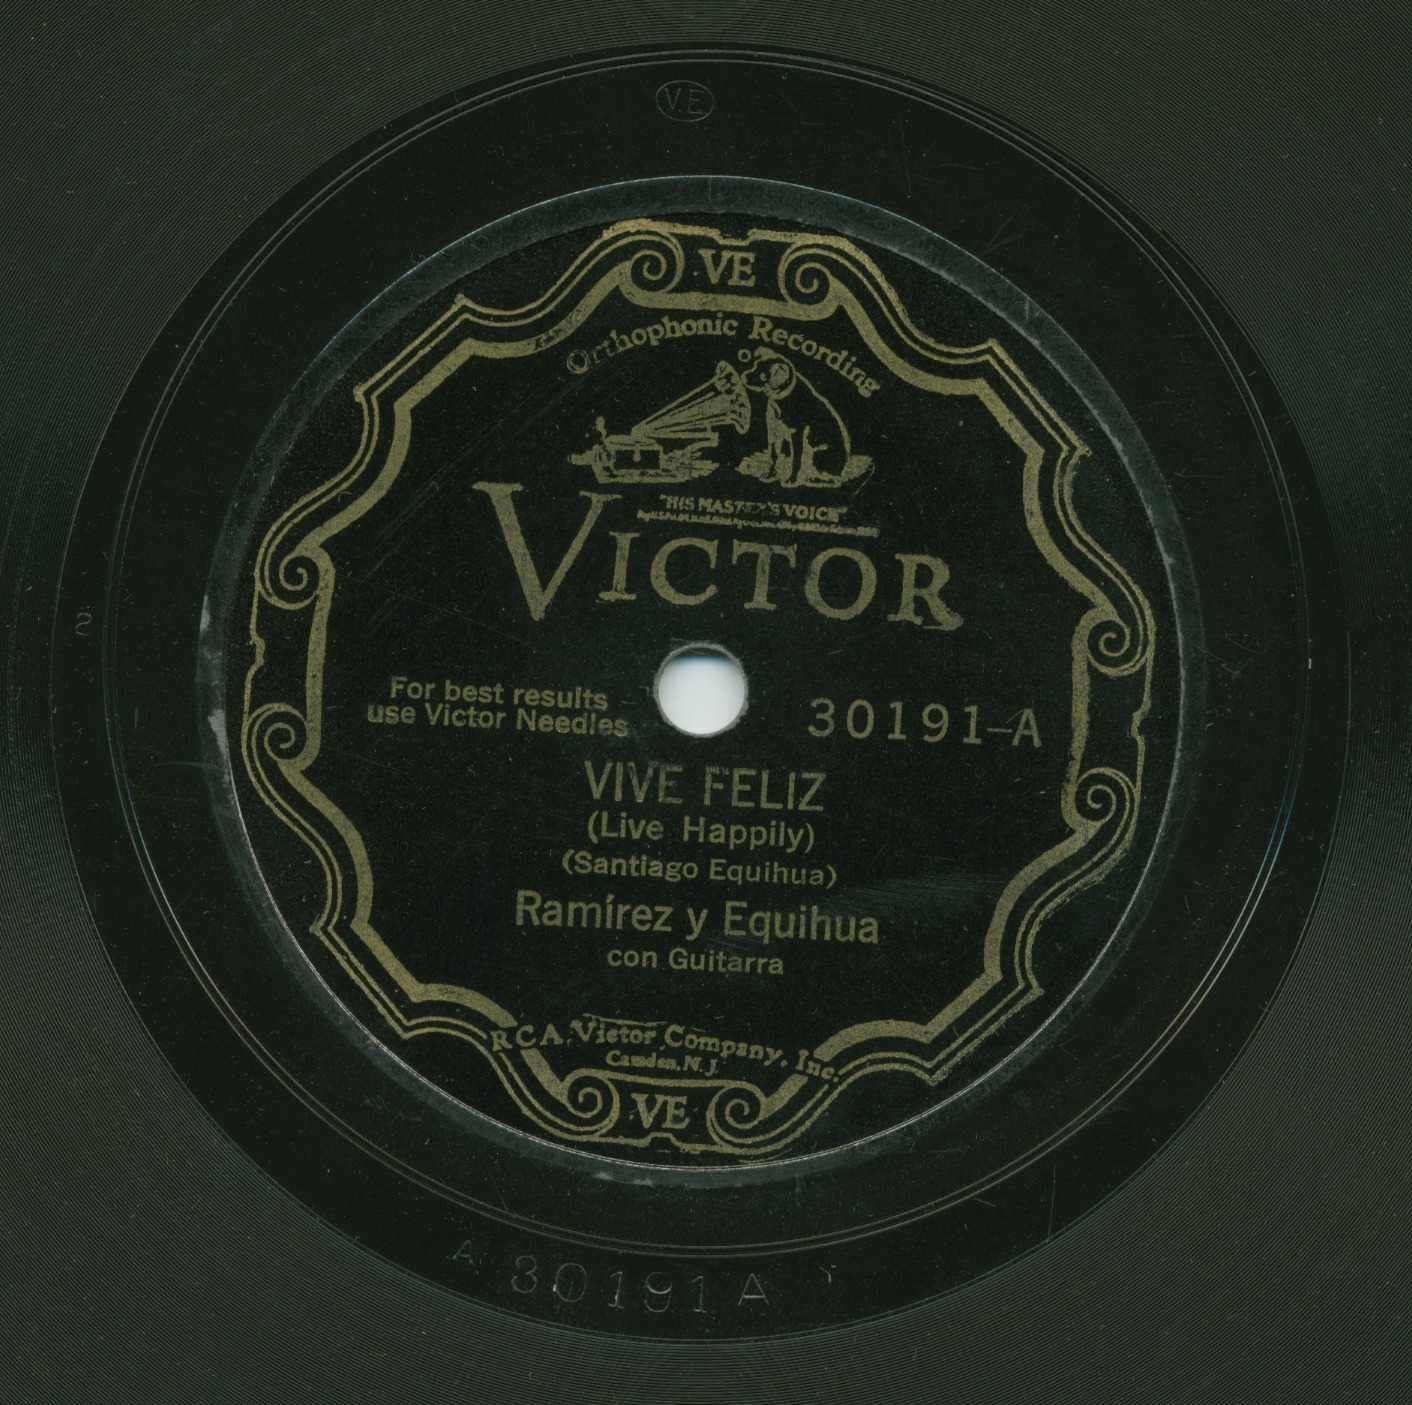 VE
VE
Orthophonic Recording
"HIS MASTER'S VOICE"
VICTOR
For best results
use Victor Needles
30191-A
VIVE FELIZ
(Live Happily)
(Santiago Equihua)
Ramírez y Equihua
con Guitarra
RCA Victor Company, Inc.
Camden, N. J.
VE
A 30191 A